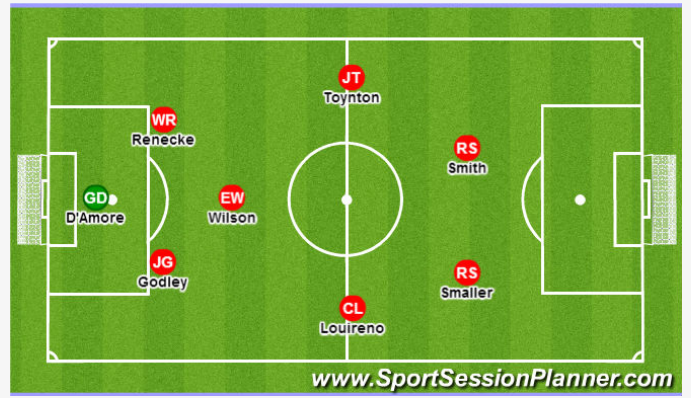 JT
Toynton
WR
Renecke
RS
Smith
GD
D'Amore
EW
Wilson
JG
Godley
RS
Smaller
CL
Louireno
www.SportSessionPlanner.com